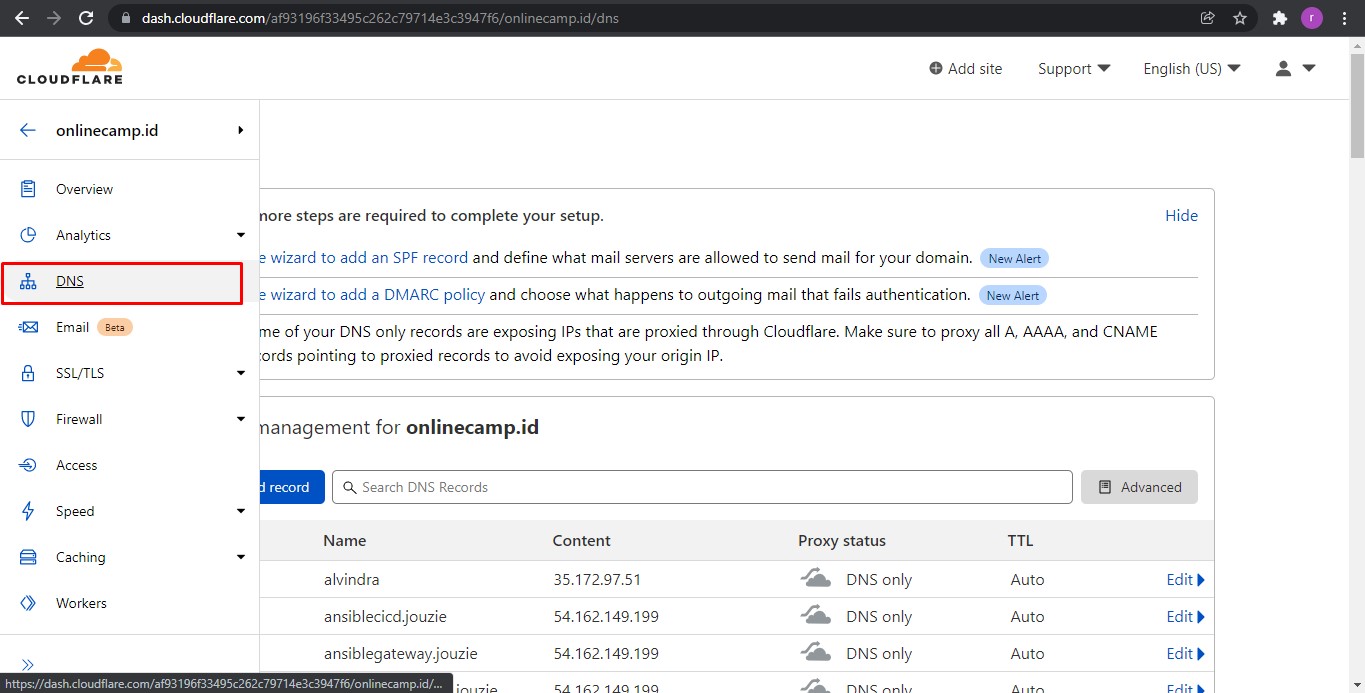 dash.cloudflare.com/af93196f33495c262c79714e3c3947f6/onlinecamp.id/dns
r
CLOUDFLARE
Add site
Support
English (US)
onlinecamp.id
Overview
Analytics
DNS
Email Beta
SSL/TLS
Firewall
Access
Speed
Caching
Workers
more steps are required to complete your setup.
Hide
e wizard to add an SPF record and define what mail servers are allowed to send mail for your domain. New Alert
e wizard to add a DMARC policy and choose what happens to outgoing mail that fails authentication. New Alert
me of your DNS only records are exposing IPs that are proxied through Cloudflare. Make sure to proxy all A, AAAA, and CNAME
cords pointing to proxied records to avoid exposing your origin IP.
management for onlinecamp.id
d record
Search DNS Records
Advanced
Name Content Proxy status TTL
alvindra 35.172.97.51 DNS only Auto Edit
ansiblecicd.jouzie 54.162.149.199 DNS only Auto Edit
ansiblegateway.jouzie 54.162.149.199 DNS only Auto Edit
jouzie 54.162.149.199 DNS only Auto Edit
https://dash.cloudflare.com/af93196f33495c262c79714e3c3947f6/onlinecamp.id/...